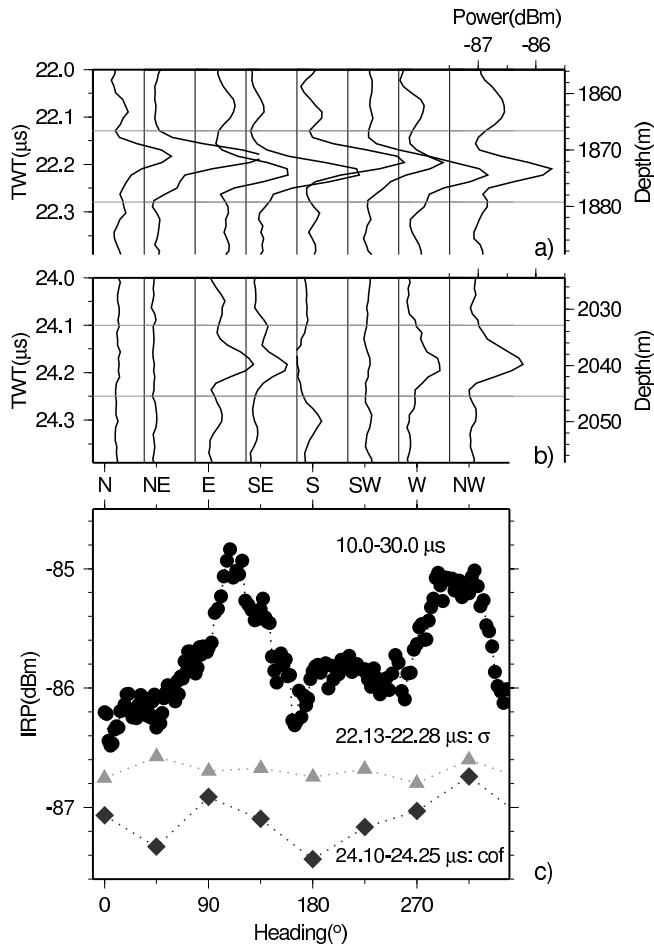 Power(dBm)
-87 -86
22.0
22.1
22.2
22.3
TWT(µs)
1860
1870
1880
Depth(m)
a)
24.0
24.1
24.2
24.3
TWT(µs)
2030
2040
2050
Depth(m)
b)
N NE E SE S SW W NW
10.0-30.0 µs
-85
-86
-87
IRP(dBm)
22.13-22.28 µs: σ
24.10-24.25 µs: cof
c)
0 90 180 270
Heading(º)